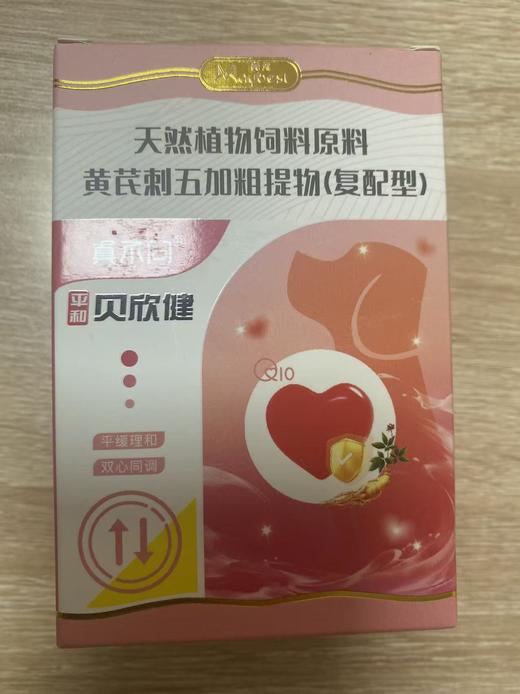 天然植物饲料原料
黄芪刺五加粗提物(复配型)
平和
贝欣健
Q10
平缓理和
双心同调